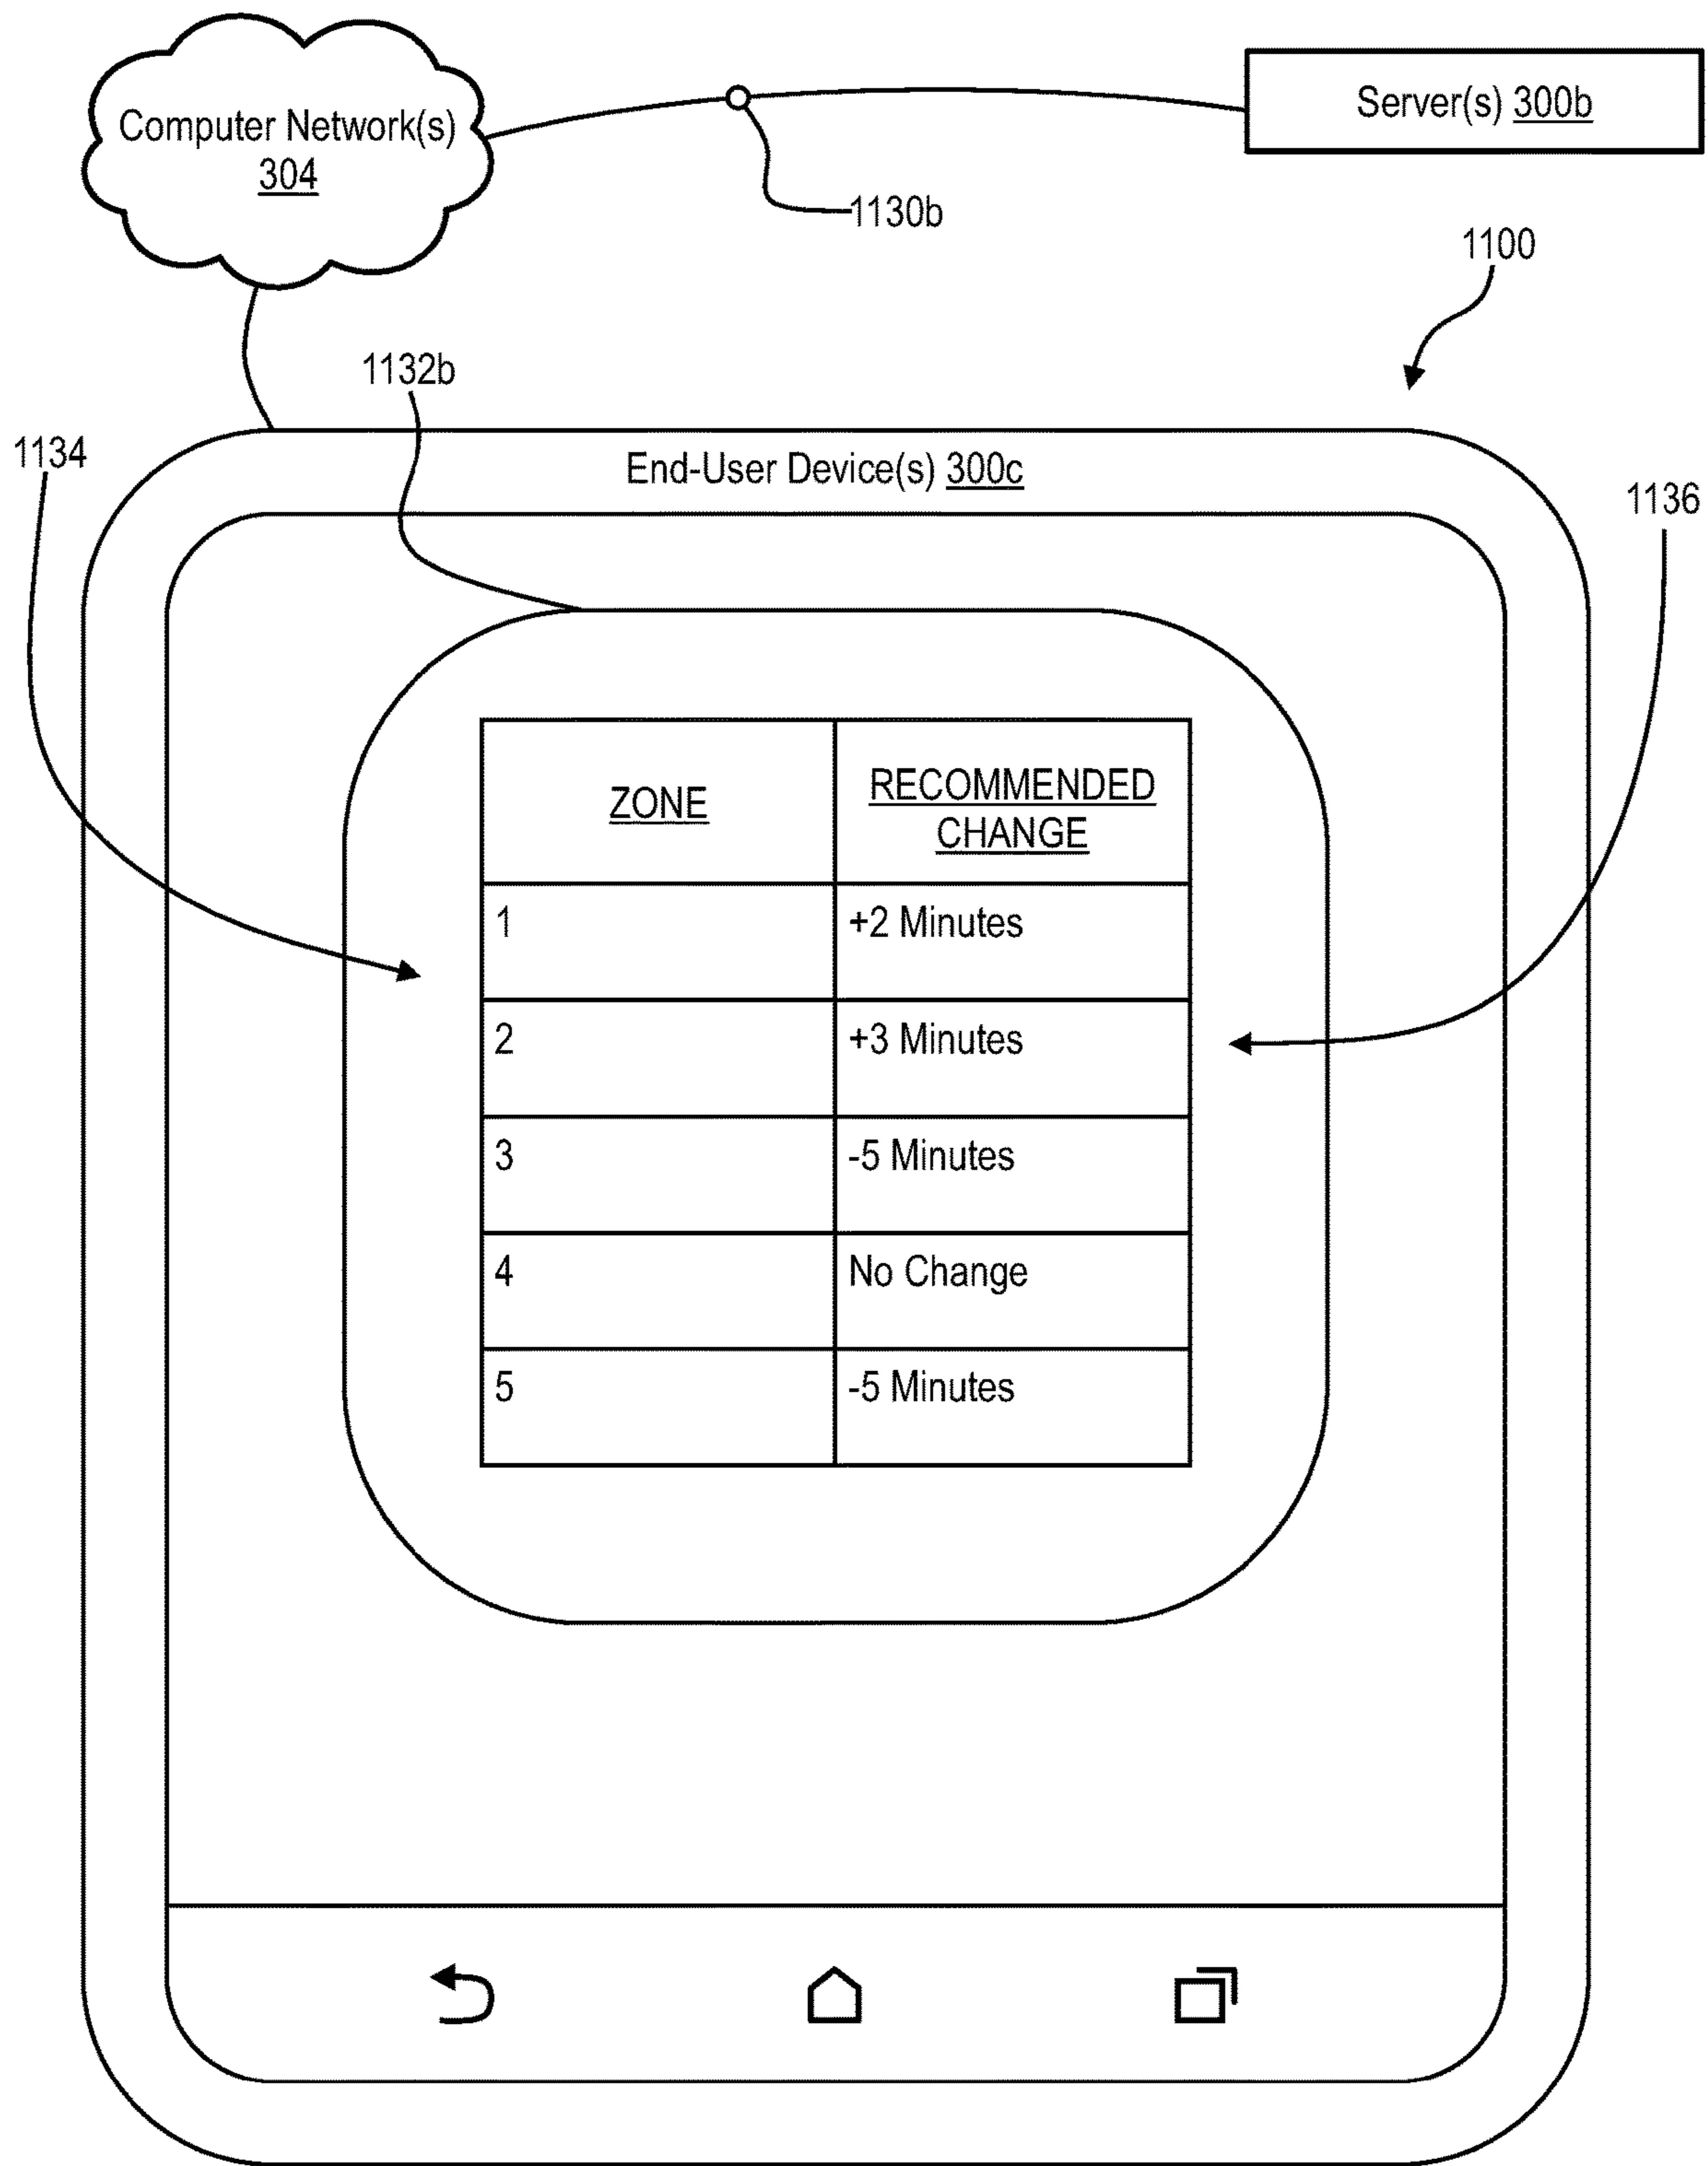 Computer Network(s)
304
Server(s) 300b
1130b
1100
1132b
1134
End-User Device(s) 300c
1136
ZONE
RECOMMENDED
CHANGE
1
+2 Minutes
2
+3 Minutes
3
-5 Minutes
4
No Change
5
-5 Minutes